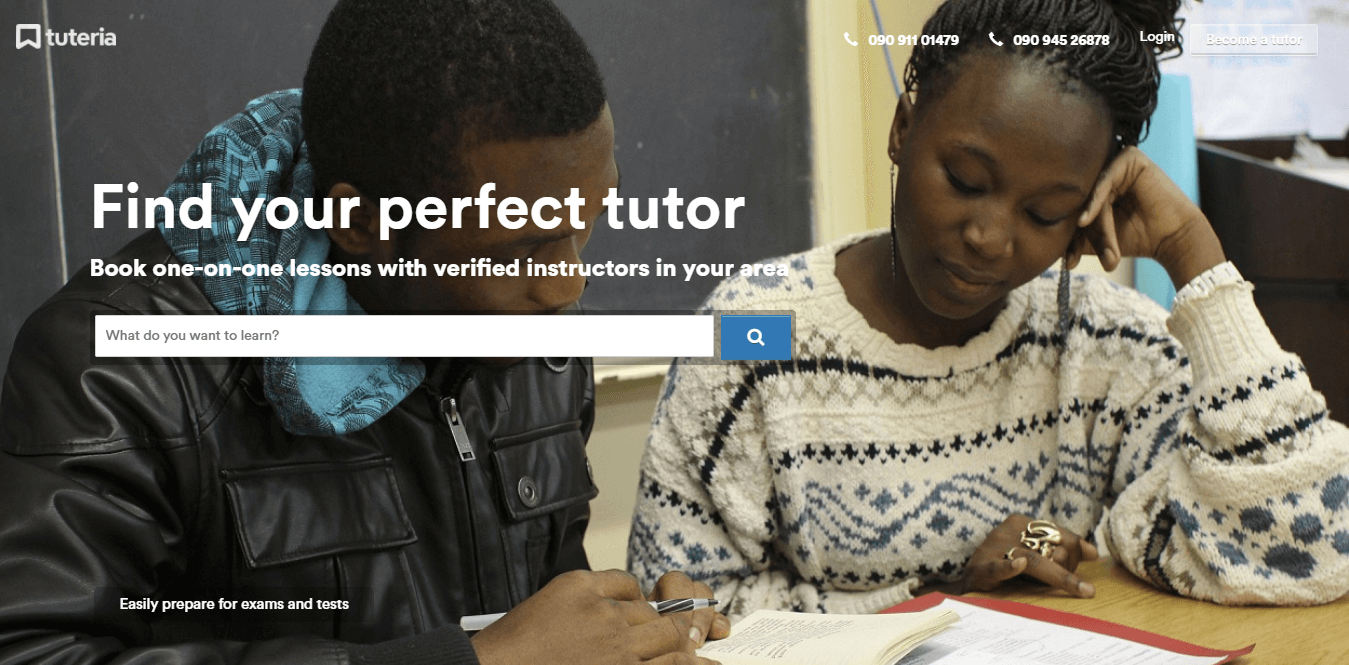 tuteria
090 911 01479
090 945 26878
Login
Become a tutor
Find your perfect tutor
Book one-on-one lessons with verified instructors in your area
What do you want to learn?
Easily prepare for exams and tests